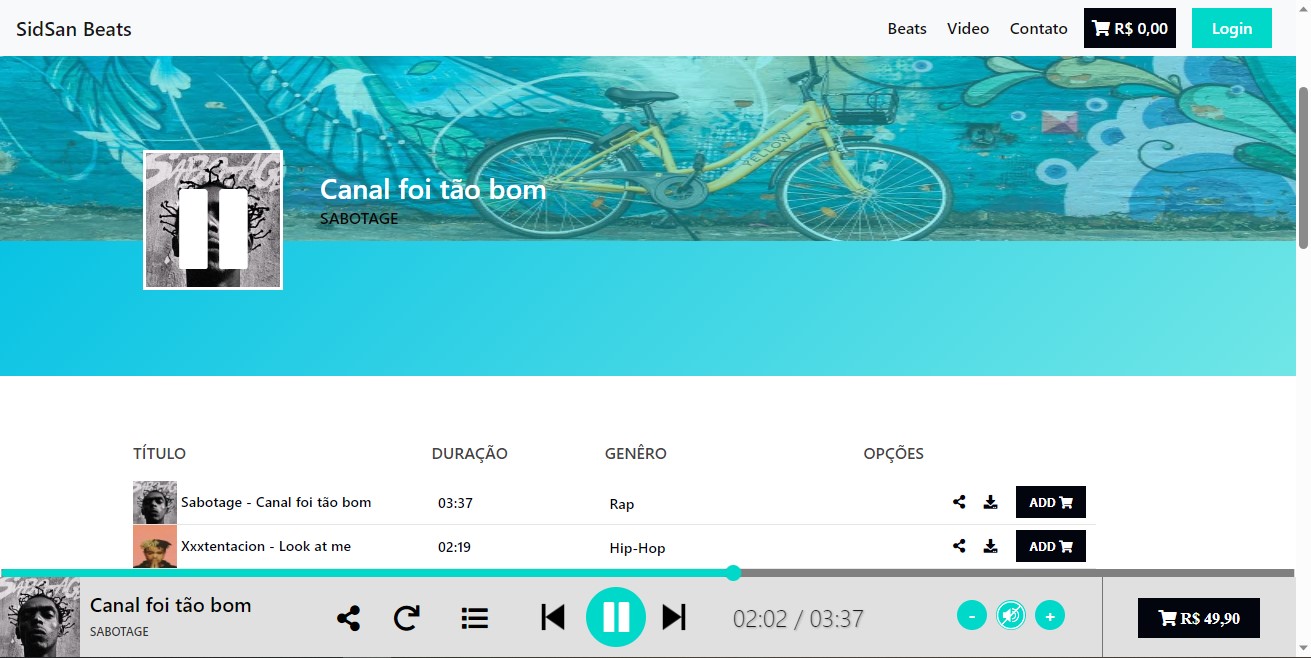 SidSan Beats
Beats Video Contato R$ 0,00 Login
YELLOW
SABOTAGE
Canal foi tão bom
SABOTAGE
TÍTULO DURAÇÃO GENÊRO OPÇÕES
Sabotage - Canal foi tão bom 03:37 Rap ADD
Xxxtentacion - Look at me 02:19 Hip-Hop ADD
Canal foi tão bom
SABOTAGE
02:02 / 03:37
- +
R$ 49,90